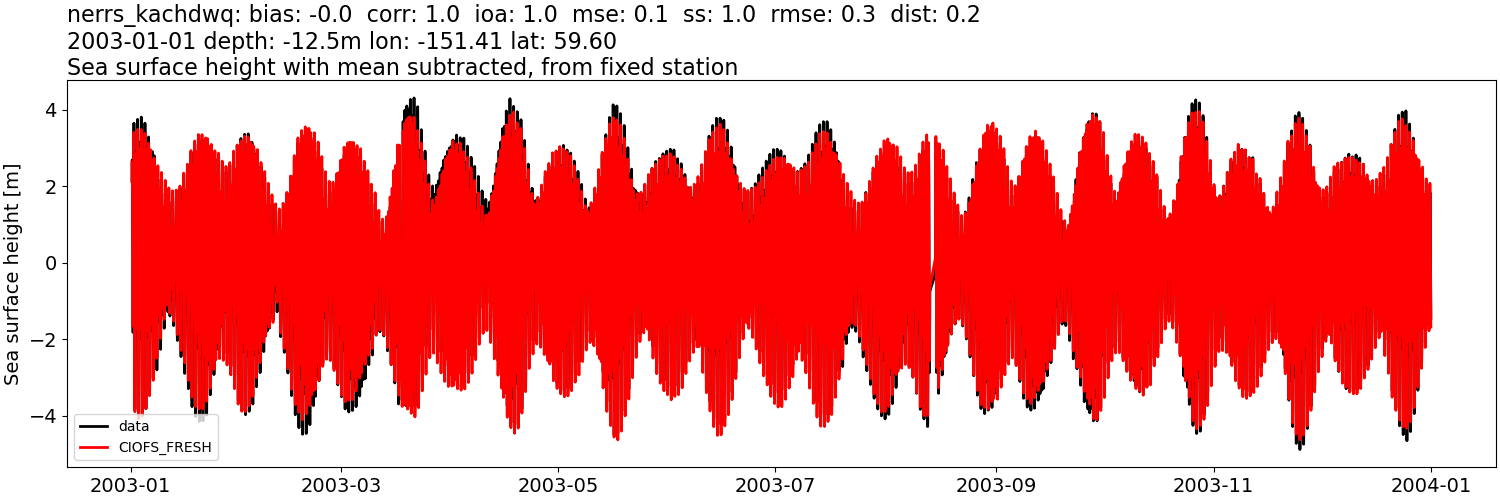 nerrs_kachdwq: bias: -0.0  corr: 1.0  ioa: 1.0  mse: 0.1  ss: 1.0  rmse: 0.3  dist: 0.2
2003-01-01 depth: -12.5m lon: -151.41 lat: 59.60
Sea surface height with mean subtracted, from fixed station
Sea surface height [m]
4
2
0
−2
−4
data
CIOFS_FRESH
2003-01 2003-03 2003-05 2003-07 2003-09 2003-11 2004-01